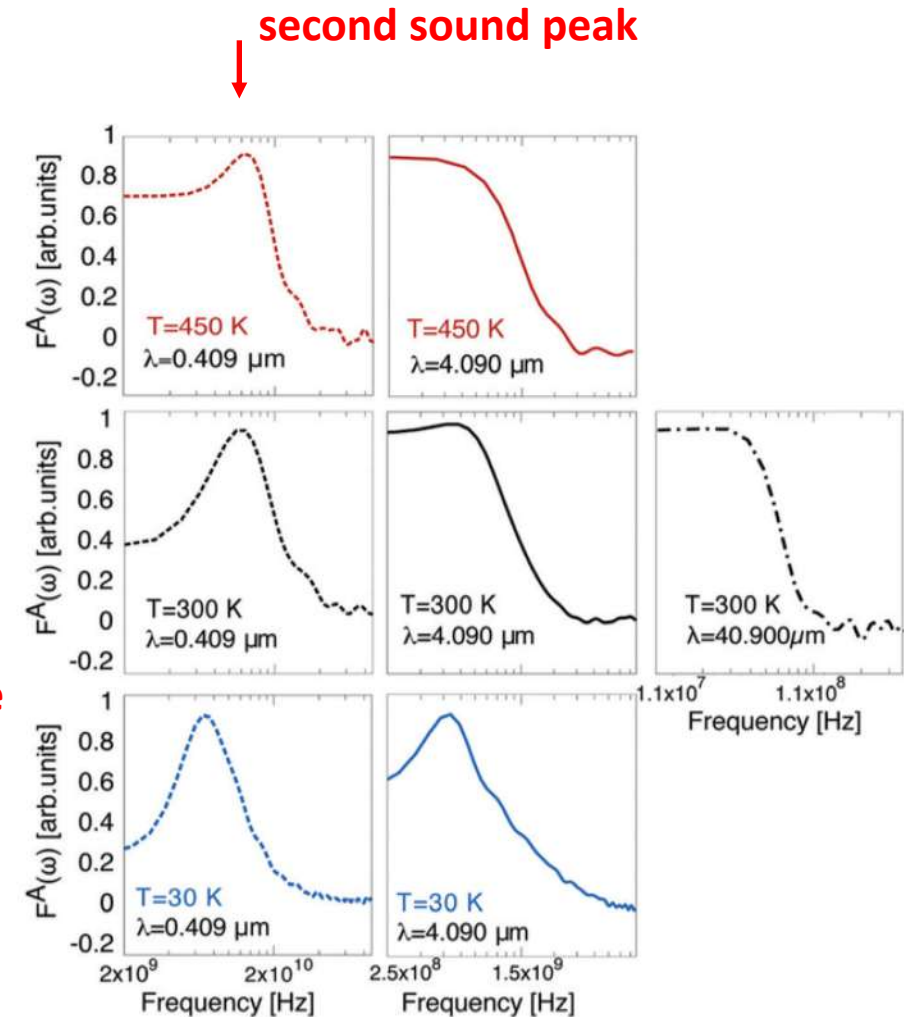 second sound peak
1
0.8
0.6
0.4
0.2
0
-0.2
F^A(ω) [arb.units]
T=450 K
λ=0.409 µm
T=450 K
λ=4.090 µm
1
0.8
0.6
0.4
0.2
0
-0.2
F^A(ω) [arb.units]
T=300 K
λ=0.409 µm
T=300 K
λ=4.090 µm
T=300 K
λ=40.900µm
1.1x10^7
1.1x10^8
Frequency [Hz]
e
0.8
0.6
0.4
0.2
0
-0.2
F^A(ω) [arb.units]
T=30 K
λ=0.409 µm
T=30 K
λ=4.090 µm
2x10^9
2x10^10
Frequency [Hz]
2.5x10^8
1.5x10^9
Frequency [Hz]